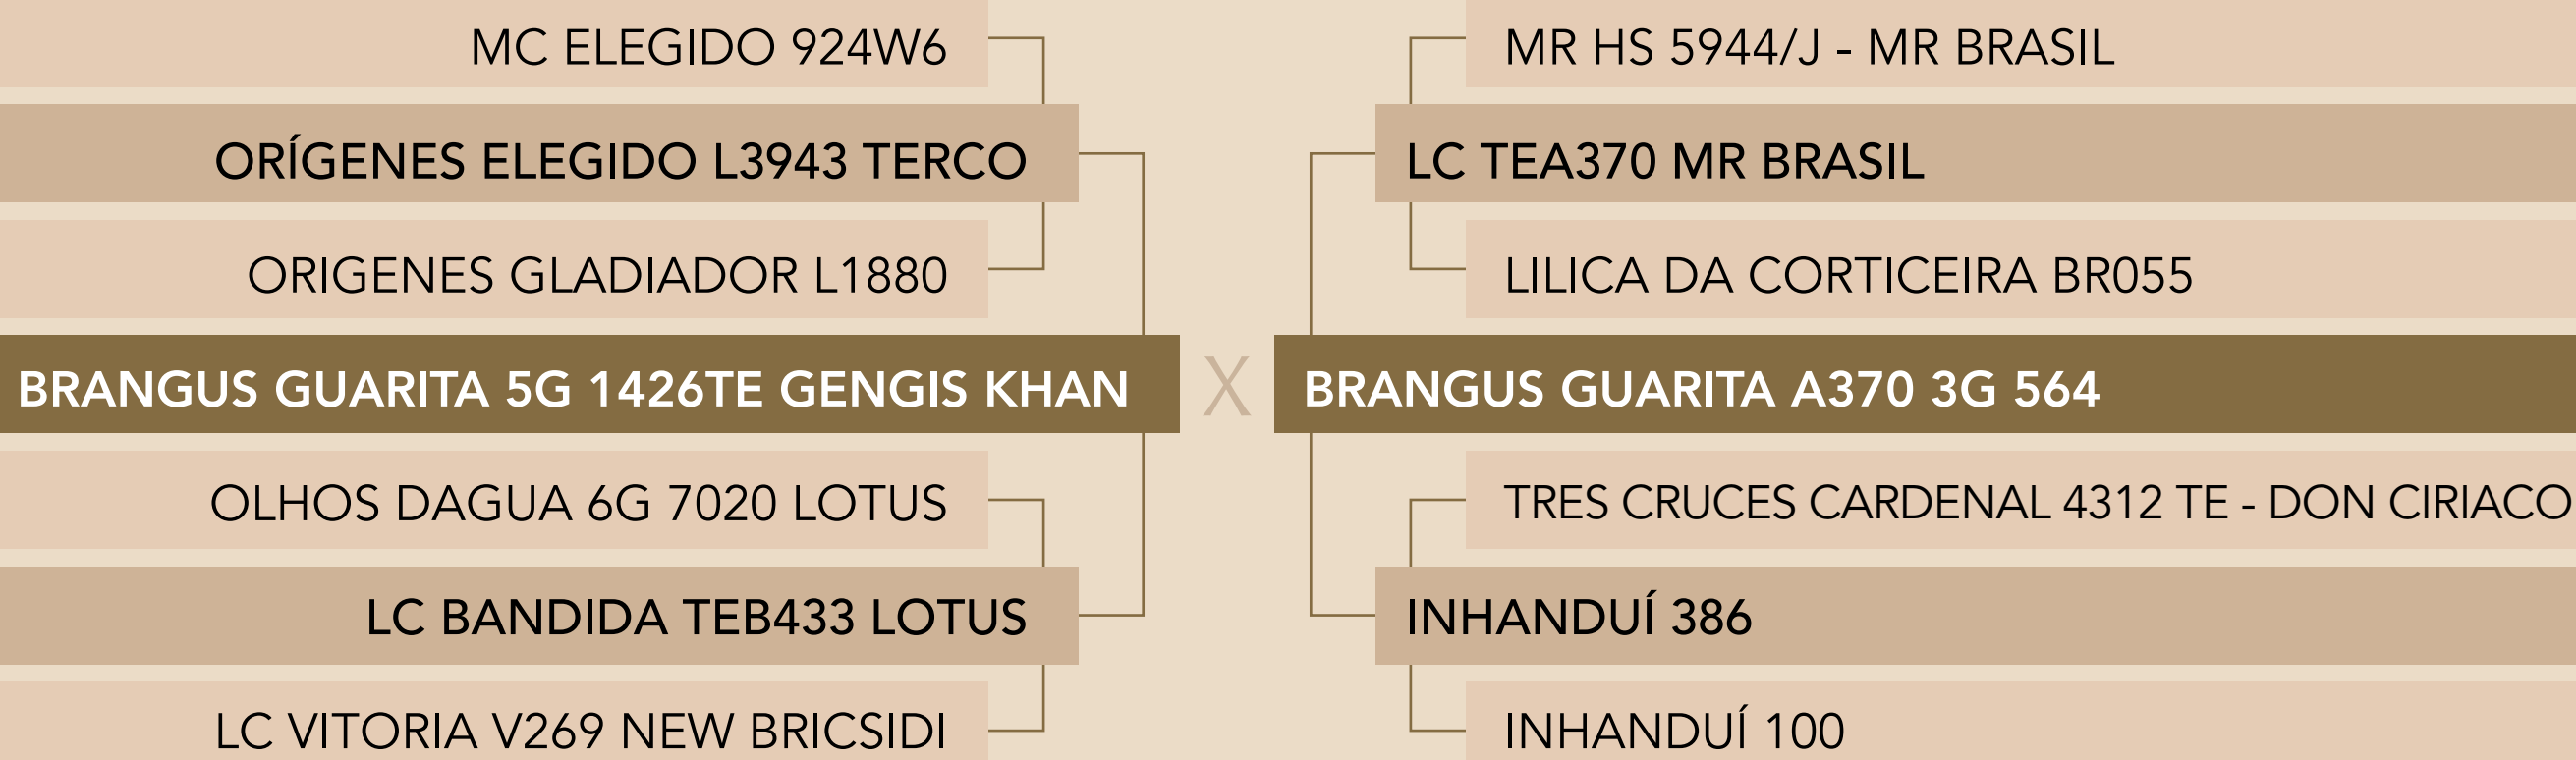 MC ELEGIDO 924W6
ORÍGENES ELEGIDO L3943 TERCO
ORIGENES GLADIADOR L1880
BRANGUS GUARITA 5G 1426TE GENGIS KHAN
OLHOS DAGUA 6G 7020 LOTUS
LC BANDIDA TEB433 LOTUS
LC VITORIA V269 NEW BRICSIDI
X
MR HS 5944/J - MR BRASIL
LC TEA370 MR BRASIL
LILICA DA CORTICEIRA BR055
BRANGUS GUARITA A370 3G 564
TRES CRUCES CARDENAL 4312 TE - DON CIRIACO
INHANDUÍ 386
INHANDUÍ 100